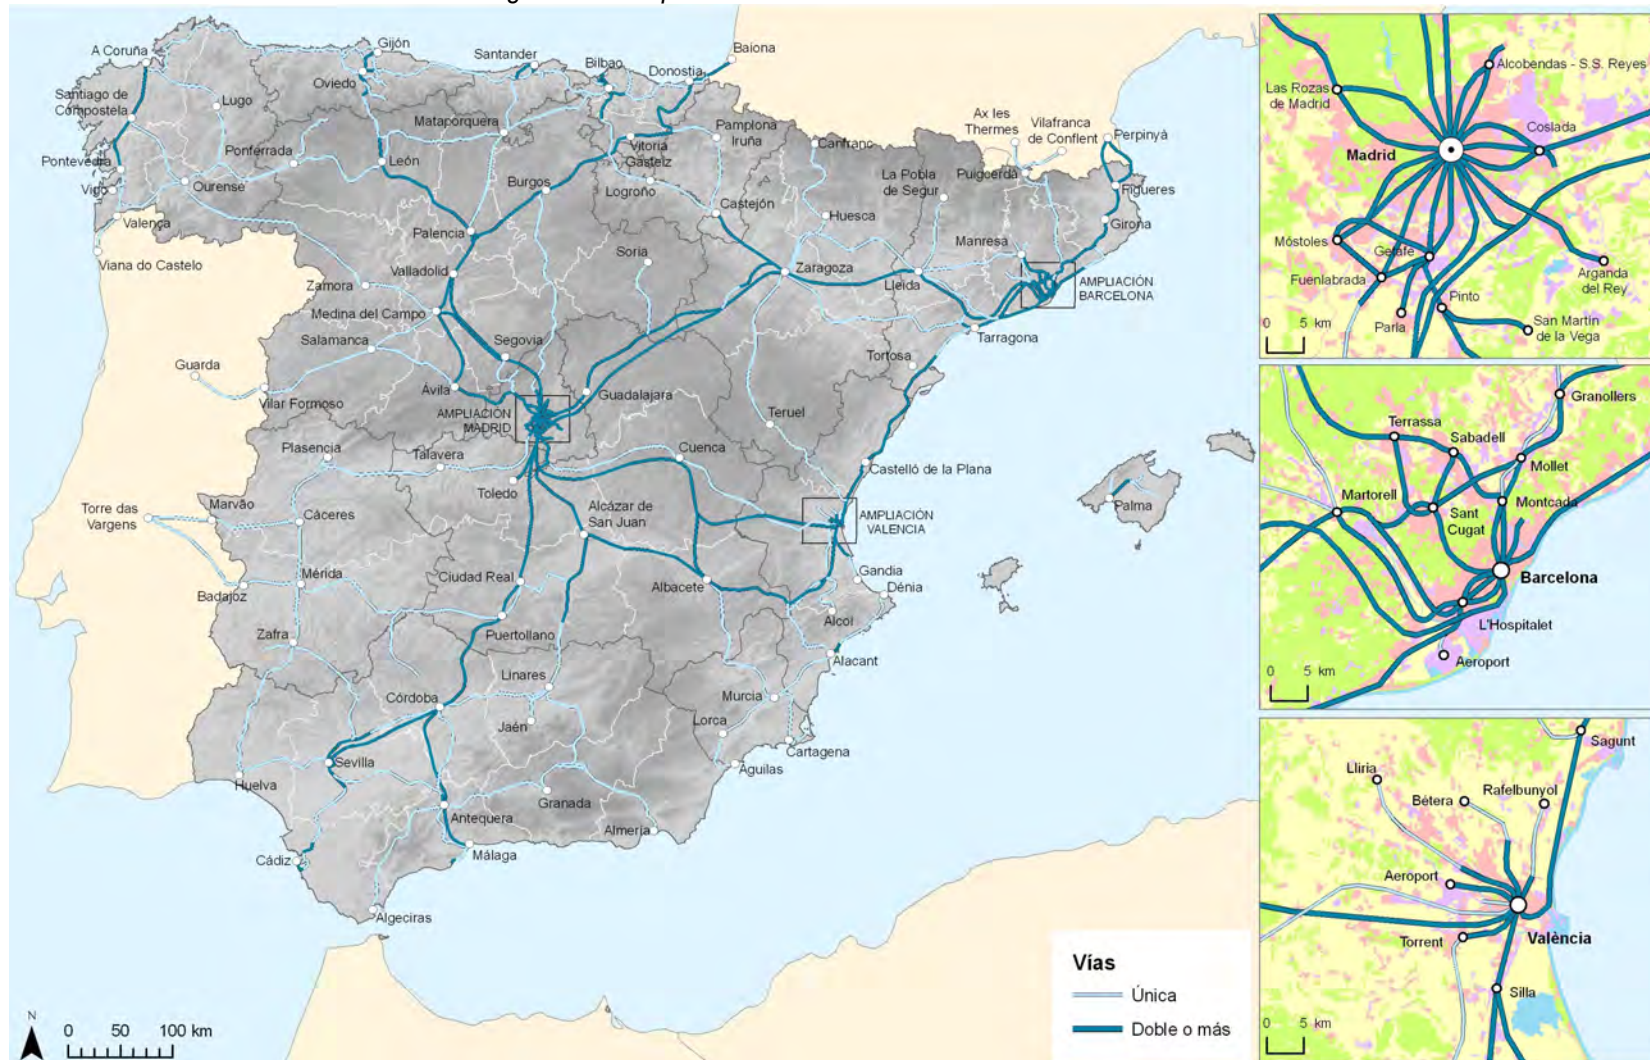 A Coruña
Gijón
Santander
Bilbao
Donostia
Baiona
Oviedo
Santiago de
Compostela
Lugo
Mataporquera
Pamplona
Iruña
Ax les
Thermes
Vilafranca
de Conflent
Perpinyà
Canfranc
Vitoria
Gasteiz
Ponferrada
León
Pontevedra
Vigo
Ourense
Burgos
Logroño
La Pobla
de Segur
Puigcerdà
Figueres
Castejón
Huesca
Girona
Valença
Palencia
Manresa
Soria
Viana do Castelo
Valladolid
Zaragoza
Lleida
AMPLIACIÓN
BARCELONA
Zamora
Medina del Campo
Tarragona
Salamanca
Segovia
Tortosa
Guarda
Vilar Formoso
Ávila
Guadalajara
AMPLIACIÓN
MADRID
Teruel
Plasencia
Talavera
Cuenca
Castelló de la Plana
Toledo
Palma
Torre das
Vargens
Marvão
Cáceres
Alcázar de
San Juan
AMPLIACIÓN
VALENCIA
Mérida
Badajoz
Ciudad Real
Albacete
Gandia
Dénia
Zafra
Puertollano
Alcoi
Alacant
Linares
Córdoba
Murcia
Jaén
Lorca
Cartagena
Sevilla
Águilas
Huelva
Granada
Antequera
Almería
Cádiz
Málaga
Algeciras
N
0 50 100 km
Vías
Única
Doble o más
Alcobendas - S.S. Reyes
Las Rozas
de Madrid
Coslada
Madrid
Móstoles
Getafe
Fuenlabrada
Arganda
del Rey
Pinto
Parla
San Martín
de la Vega
0 5 km
Granollers
Terrassa
Sabadell
Mollet
Martorell
Montcada
Sant
Cugat
Barcelona
L'Hospitalet
Aeroport
0 5 km
Sagunt
Lliria
Bétera
Rafelbunyol
Aeroport
Torrent
València
Silla
0 5 km